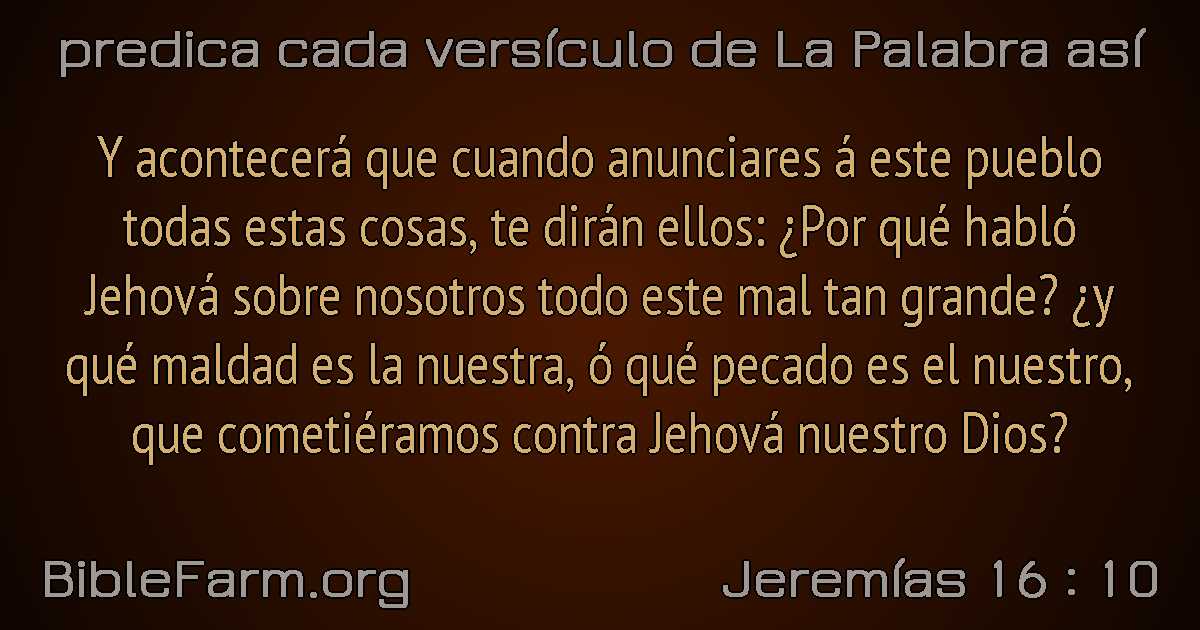 predica cada versículo de La Palabra así
Y acontecerá que cuando anunciares á este pueblo
todas estas cosas, te dirán ellos: ¿Por qué habló
Jehová sobre nosotros todo este mal tan grande? ¿y
qué maldad es la nuestra, ó qué pecado es el nuestro,
que cometiéramos contra Jehová nuestro Dios?
BibleFarm.org
Jeremías 16 : 10